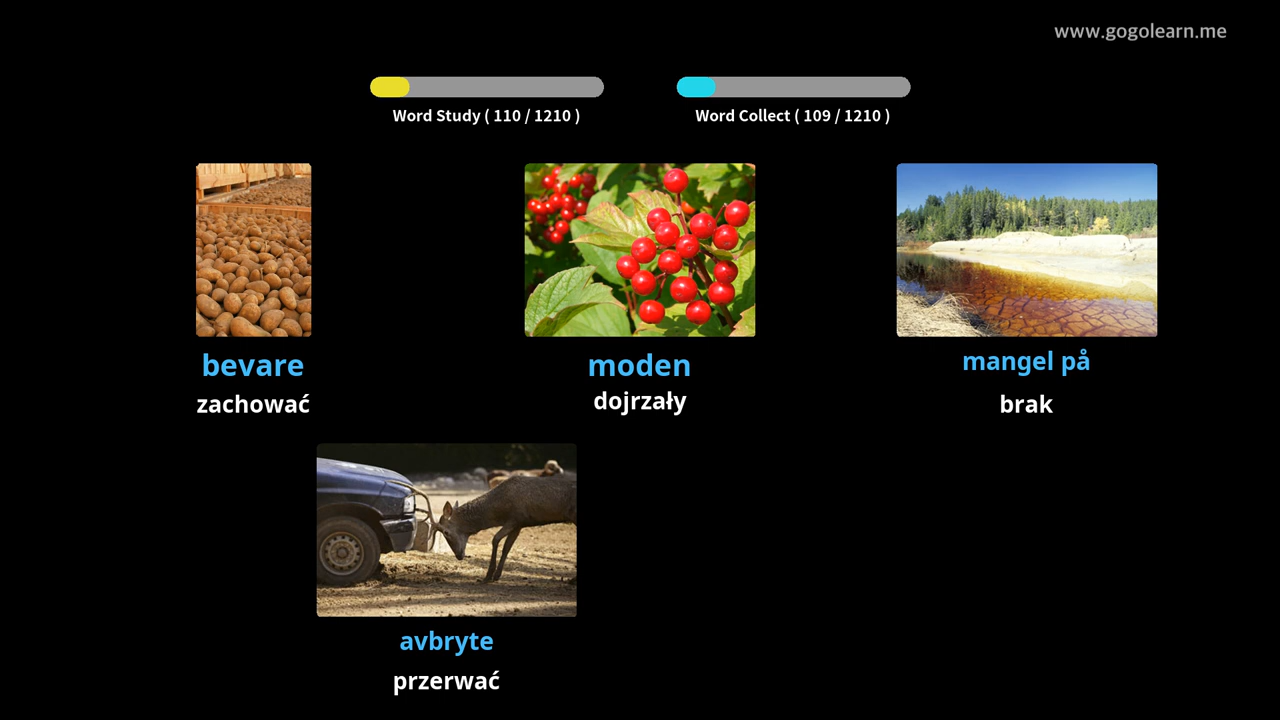 www.gogolearn.me
Word Study ( 110 / 1210 )
Word Collect ( 109 / 1210 )
bevare
zachować
moden
dojrzały
mangel på
brak
avbryte
przerwać